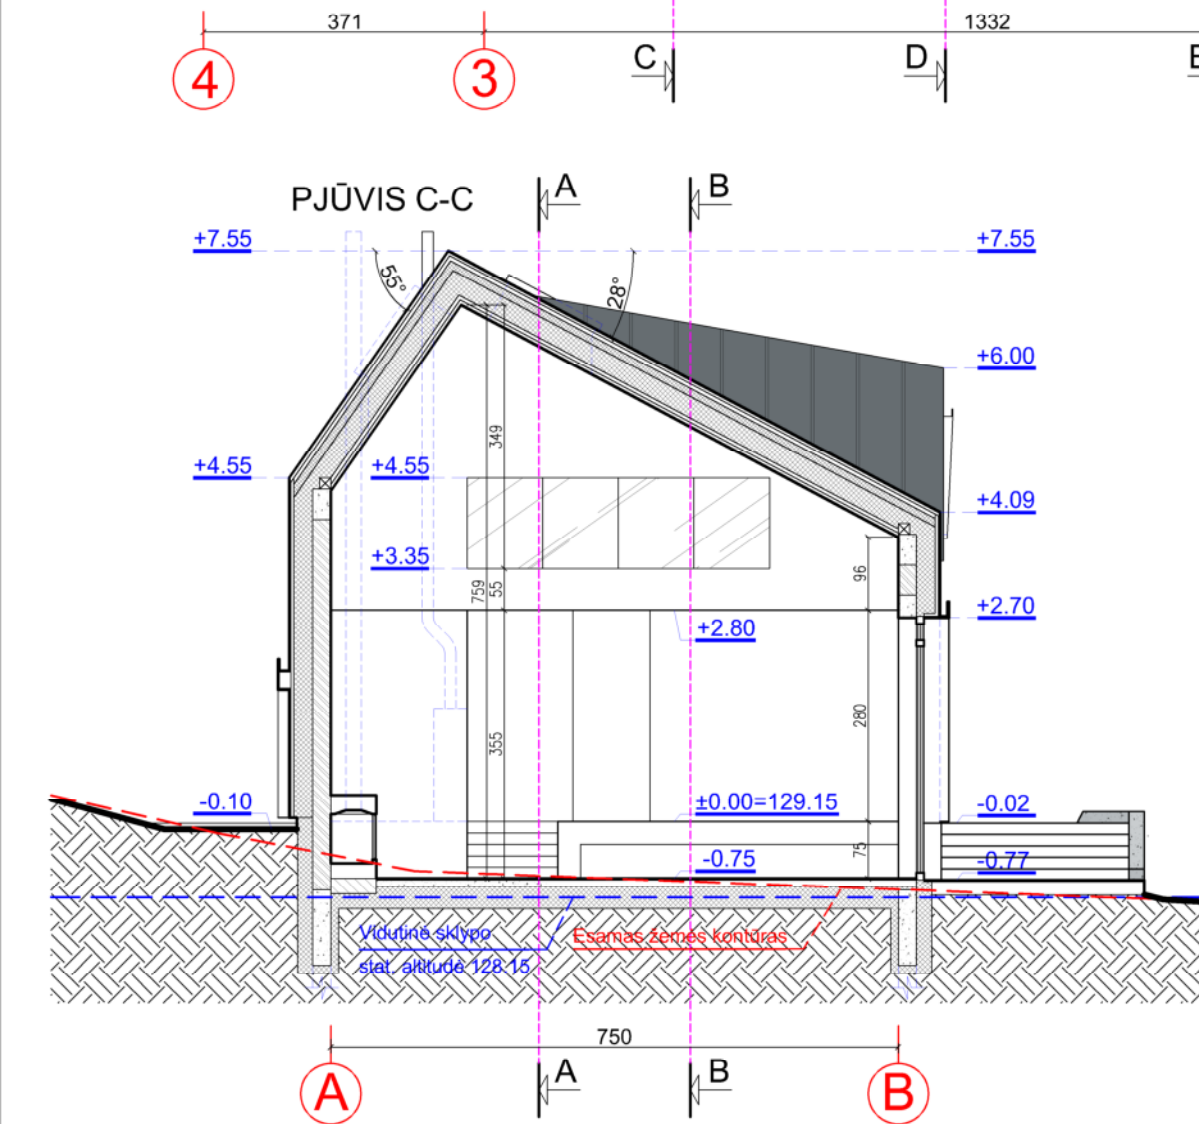 371
1332
4
3
C
D
E
PJŪVIS C-C
A
B
+7.55
+7.55
55°
28°
+6.00
349
+4.55
+4.55
+4.09
+3.35
96
759
55
+2.70
+2.80
280
355
-0.10
±0.00=129.15
-0.02
75
-0.75
-0.77
Vidutinė sklypo
stat. altitudė 128.15
Esamas žemės kontūras
750
A
A
B
B